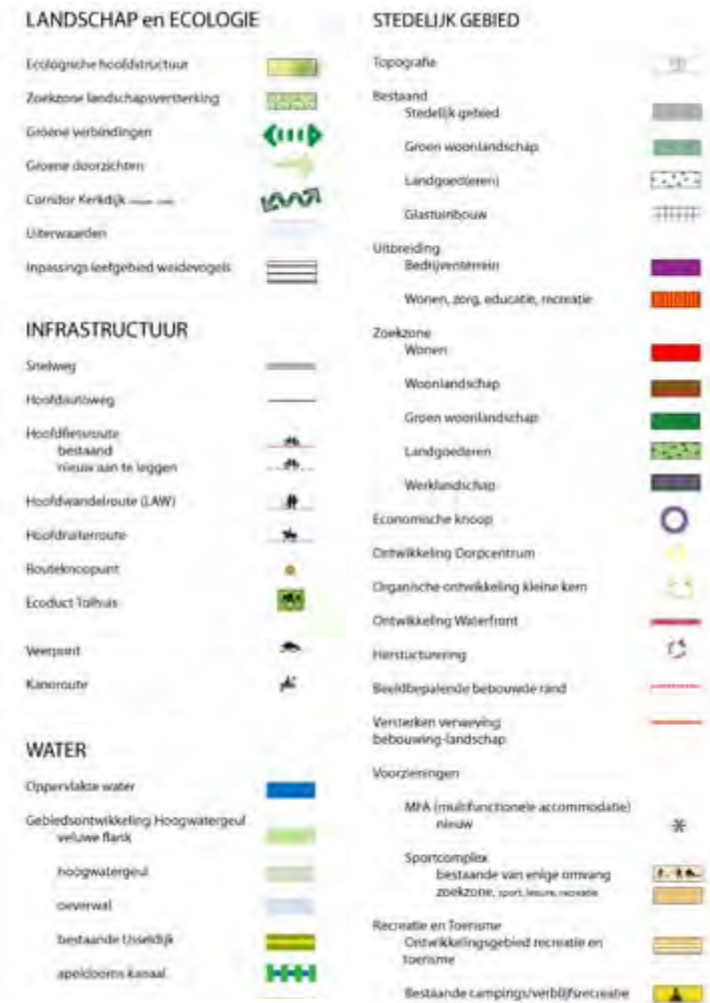 LANDSCHAP en ECOLOGIE
Ecologische hoofdstructuur
Zoekzone landschapsversterking
Groene verbindingen
Groene doorzichten
Corridor Kerkdijk
Uiterwaarden
Inpassings leefgebied weidevogels
INFRASTRUCTUUR
Snelweg
Hoofdautoweg
Hoofdfietsroute
bestaand
nieuw aan te leggen
Hoofdwandelroute (LAW)
Hoofdruiterroute
Routeknooppunt
Ecoduct Tolhuis
Veerpont
Kanoroute
WATER
Oppervlakte water
Gebiedsontwikkeling Hoogwatergeul
veluwe flank
hoogwatergeul
oeverwal
bestaande IJsseldijk
apeldoorns kanaal
STEDELIJK GEBIED
Topografie
Bestaand
Stedelijk gebied
Groen woonlandschap
Landgoed(eren)
Glastuinbouw
Uitbreiding
Bedrijventerrein
Wonen, zorg, educatie, recreatie
Zoekzone
Wonen
Woonlandschap
Groen woonlandschap
Landgoederen
Werklandschap
Economische knoop
Ontwikkeling Dorpcentrum
Organische ontwikkeling kleine kern
Ontwikkeling Waterfront
Herstucturering
Beeldbepalende bebouwde rand
Versterken verweving
bebouwing-landschap
Voorzieningen
MFA (multifunctionele accommodatie)
nieuw
Sportcomplex
bestaande van enige omvang
zoekzone, sport, leisure, recreatie
Recreatie en Toerisme
Ontwikkelingsgebied recreatie en
toerisme
Bestaande campings/verblijfsrecreatie